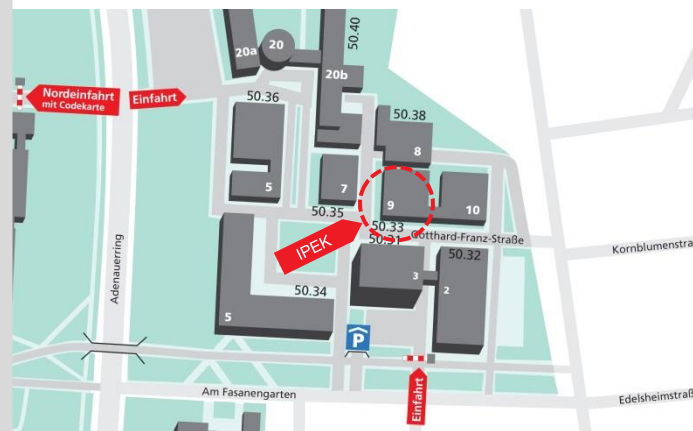 50.40
20
20a
20b
Nordeinfahrt
mit Codekarte
Einfahrt
50.36
50.38
8
5
7
9
10
50.35
50.33
Gotthard-Franz-Straße
50.31
IPEK
50.32
Kornblumenstra
3
2
Adenauerring
50.34
5
P
Am Fasanengarten
Einfahrt
Edelsheimstraß